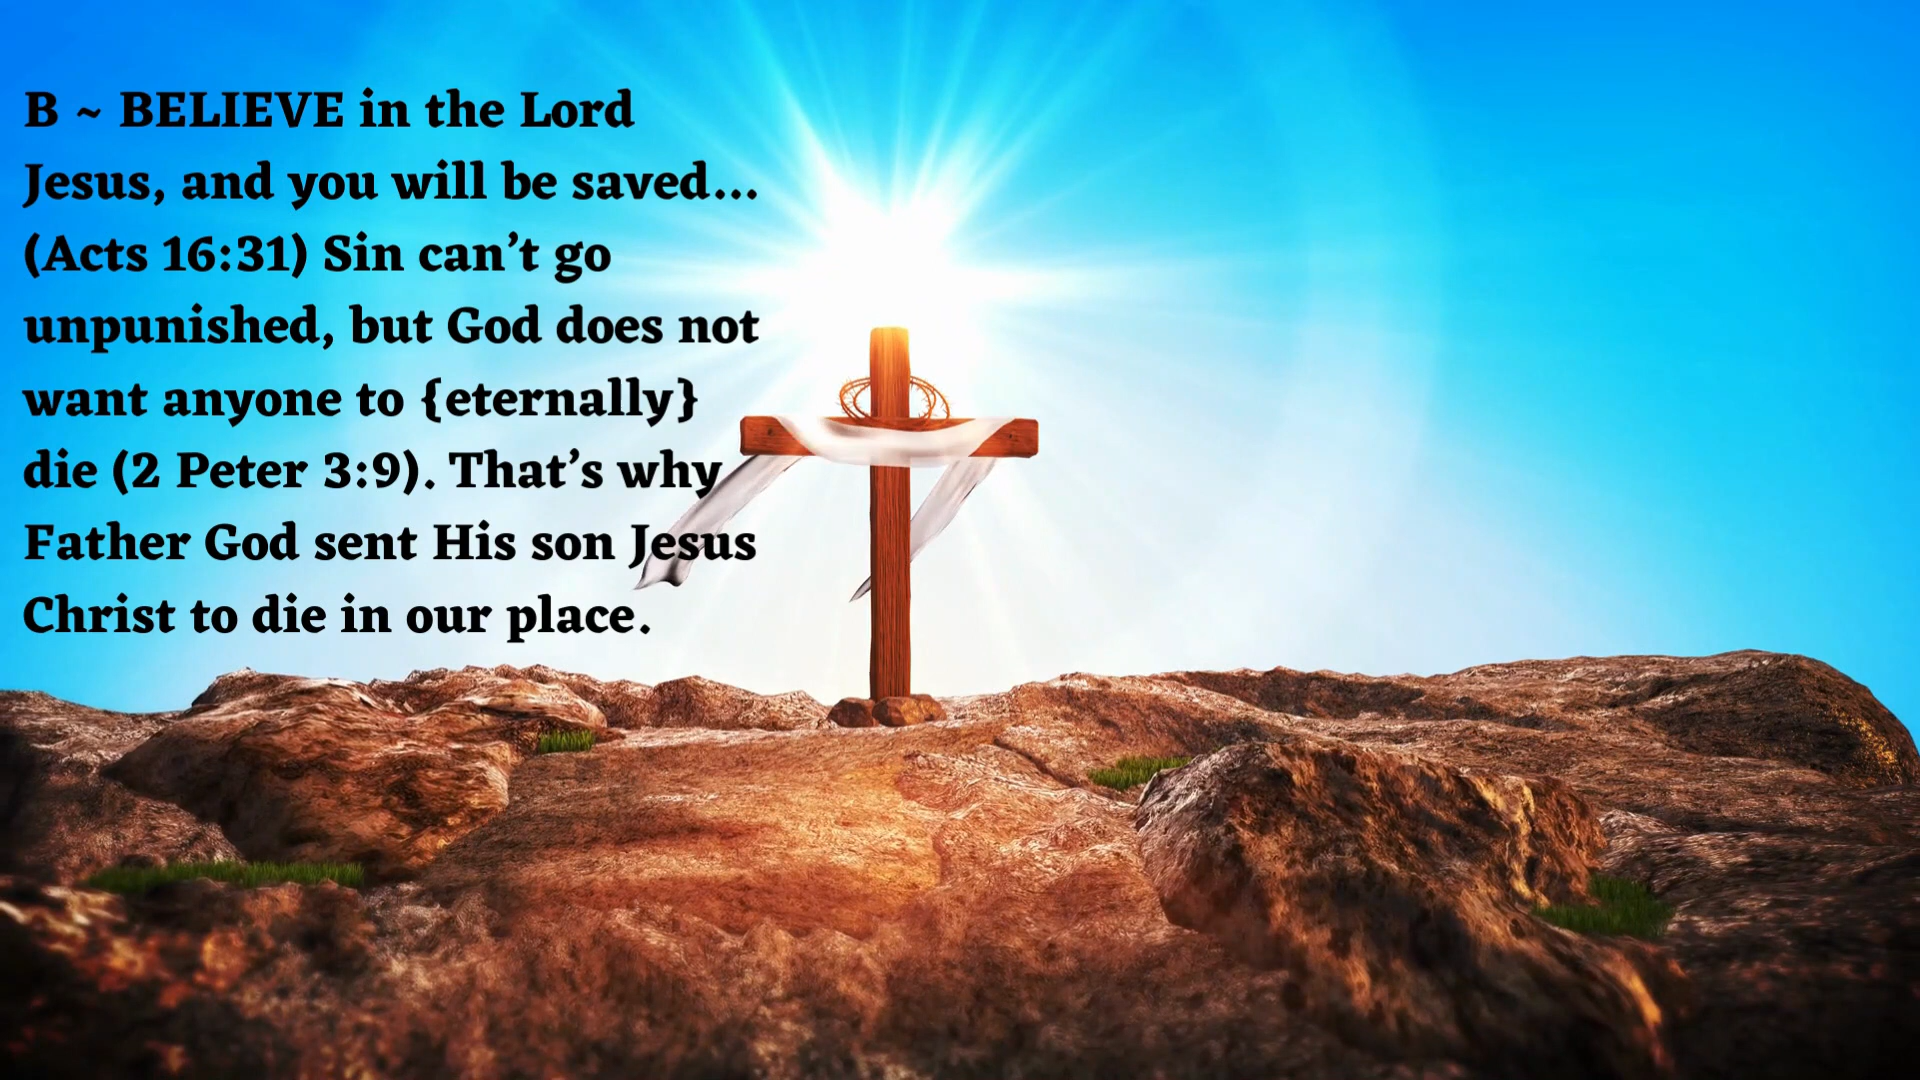 B ~ BELIEVE in the Lord
Jesus, and you will be saved...
(Acts 16:31) Sin can’t go
unpunished, but God does not
want anyone to {eternally}
die (2 Peter 3:9). That’s why
Father God sent His son Jesus
Christ to die in our place.